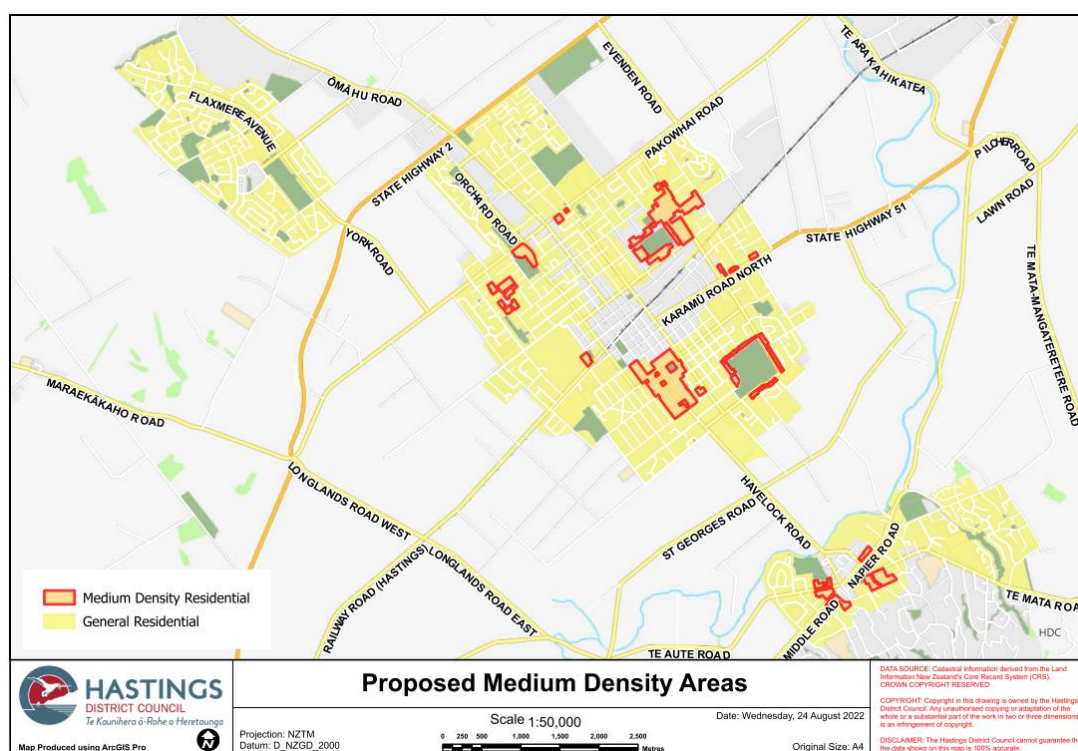 TE ARA KAHIKATEA
EVENDEN ROAD
ŌMĀHU ROAD
FLAXMERE AVENUE
PAKOWHAI ROAD
STATE HIGHWAY 2
PILCHER ROAD
ORCHARD ROAD
LAWN ROAD
STATE HIGHWAY 51
YORK ROAD
KARAMŪ ROAD NORTH
TE MATA-MANGATERETERE ROAD
MARAEKĀKAHO ROAD
LONGLANDS ROAD WEST
HAVELOCK ROAD
ST GEORGES ROAD
RAILWAY ROAD (HASTINGS)
LONGLANDS ROAD EAST
NAPIER ROAD
TE MATA ROA
MIDDLE ROAD
TE AUTE ROAD
HDC
Medium Density Residential
General Residential
HASTINGS
DISTRICT COUNCIL
Te Kaunihera ā-Rohe o Heretaunga
Map Produced using ArcGIS Pro
N
Proposed Medium Density Areas
Projection: NZTM
Datum: D_NZGD_2000
Scale 1:50,000
0 250 500 1,000 1,500 2,000 2,500
Metres
Date: Wednesday, 24 August 2022
Original Size: A4
DATA SOURCE: Cadastral information derived from the Land
Information New Zealand's Core Record System (CRS).
CROWN COPYRIGHT RESERVED
COPYRIGHT: Copyright in this drawing is owned by the Hastings
District Council. Any unauthorised copying or adaptation of the
whole or a substantial part of the work in two or three dimensions
is an infringement of copyright.
DISCLAIMER: The Hastings District Council cannot guarantee th
the data shown on this map is 100% accurate.